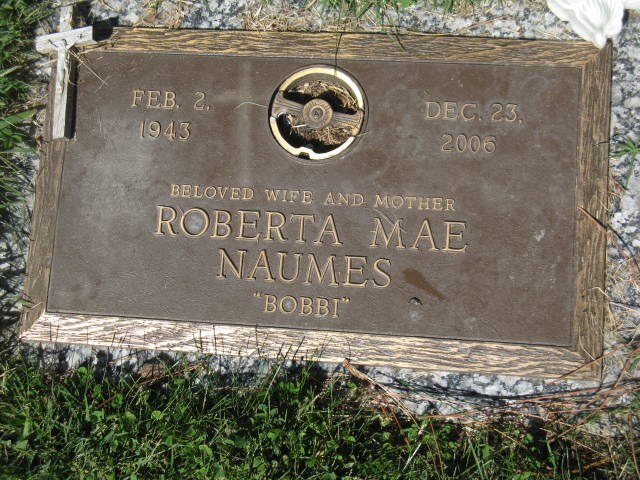 FEB. 2, 1943
DEC. 23, 2006
BELOVED WIFE AND MOTHER
ROBERTA MAE
NAUMES
"BOBBI"